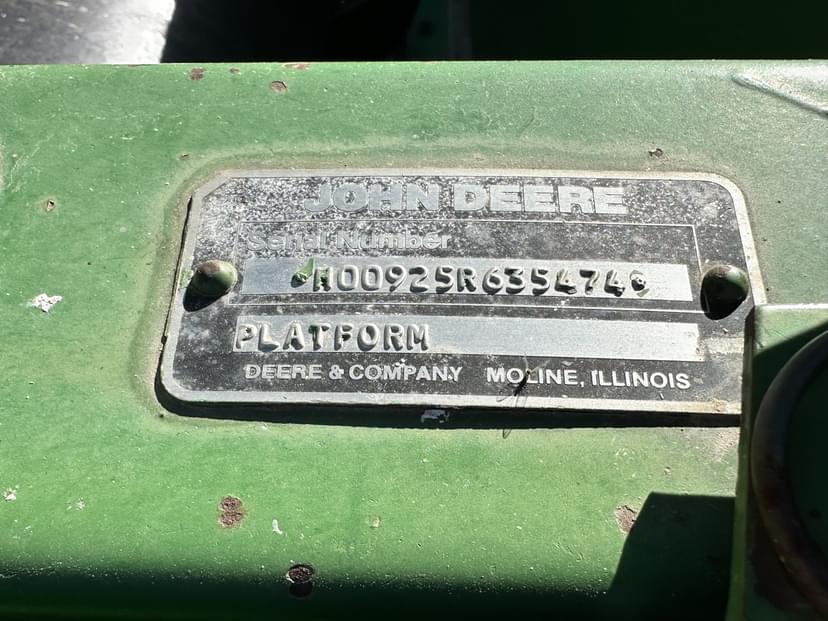 JOHN DEERE
Serial Number
H00925R635474
PLATFORM
DEERE & COMPANY MOLINE, ILLINOIS